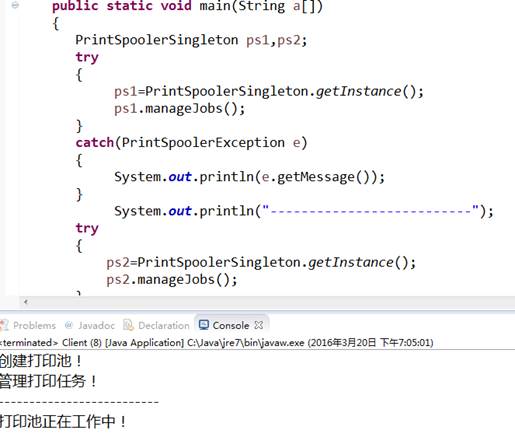 public static void main(String a[])
{
PrintSpoolerSingleton ps1,ps2;
try
{
ps1=PrintSpoolerSingleton.getInstance();
ps1.manageJobs();
}
catch(PrintSpoolerException e)
{
System.out.println(e.getMessage());
}
System.out.println("--------------------------");
try
{
ps2=PrintSpoolerSingleton.getInstance();
ps2.manageJobs();
}
Problems @ Javadoc Declaration Console
<terminated> Client (8) [Java Application] C:\Java\jre7\bin\javaw.exe (2016年3月20日 下午7:05:01)
创建打印池！
管理打印任务！
--------------------------
打印池正在工作中！